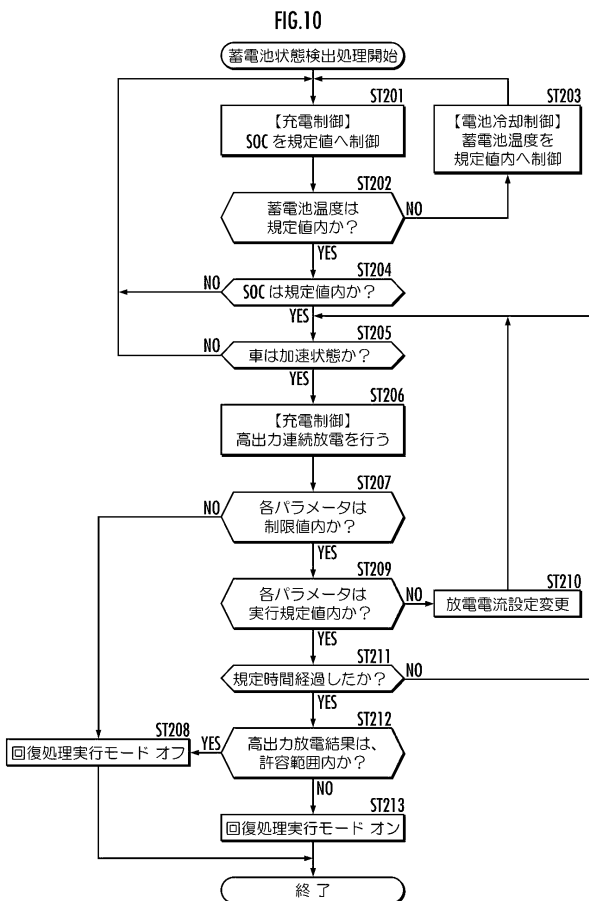 FIG.10
蓄電池状態検出処理開始
ST201
【充電制御】
SOCを規定値へ制御
ST203
【電池冷却制御】
蓄電池温度を
規定値内へ制御
ST202
蓄電池温度は
規定値内か?
NO
YES
ST204
NO
SOCは規定値内か?
YES
ST205
NO
車は加速状態か?
YES
ST206
【充電制御】
高出力連続放電を行う
ST207
NO
各パラメータは
制限値内か?
YES
ST209
各パラメータは
実行規定値内か?
NO
ST210
放電電流設定変更
YES
ST211
規定時間経過したか?
NO
YES
ST212
ST208
回復処理実行モード オフ
YES
高出力放電結果は、
許容範囲内か?
NO
ST213
回復処理実行モード オン
終了